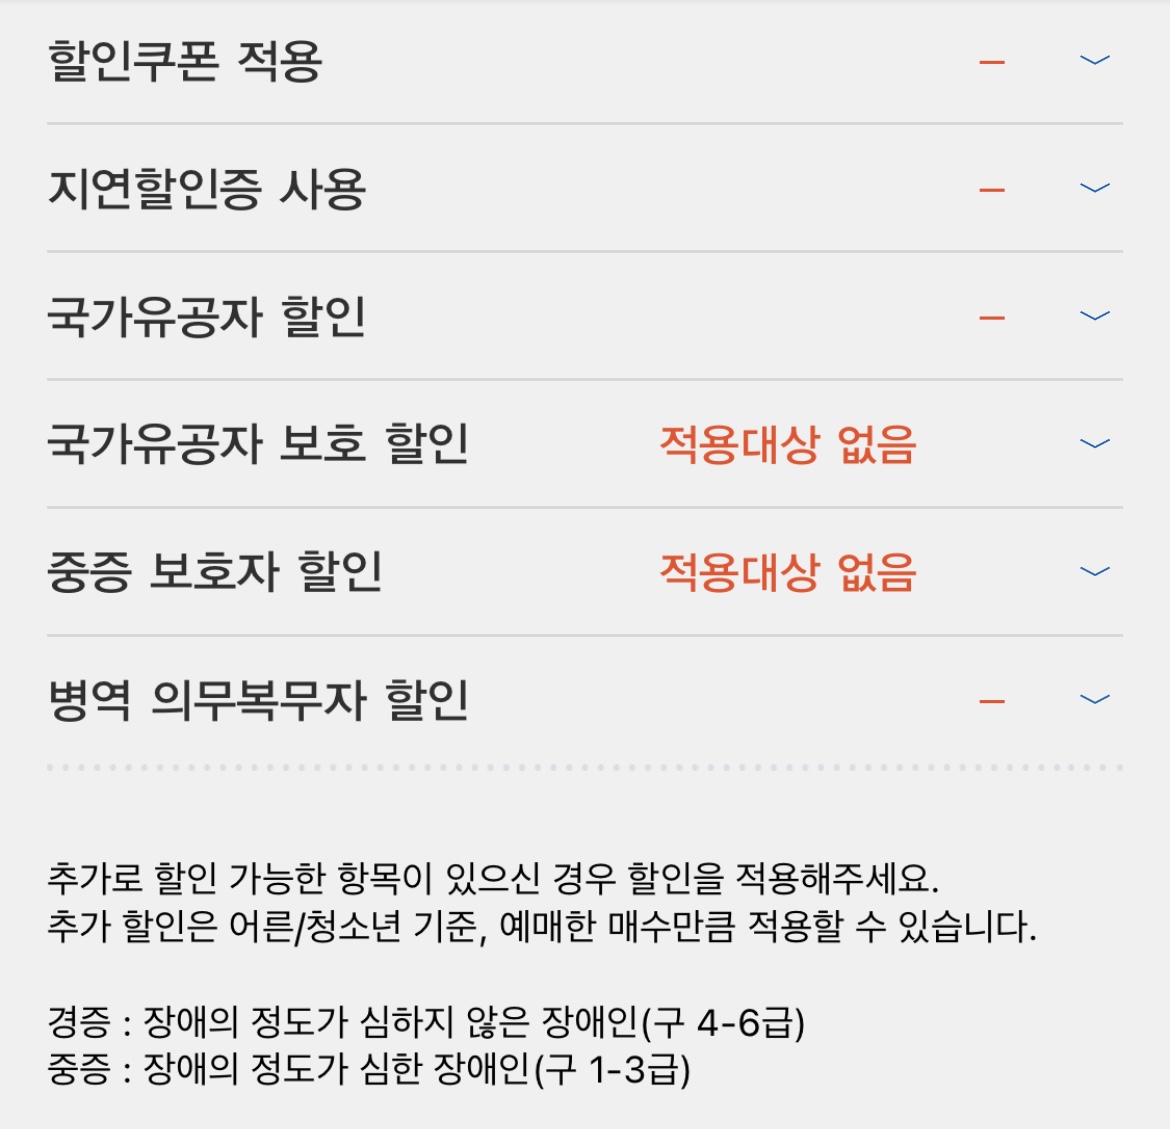 할인쿠폰 적용 –
지연할인증 사용 –
국가유공자 할인 –
국가유공자 보호 할인 적용대상 없음
중증 보호자 할인 적용대상 없음
병역 의무복무자 할인 –
추가로 할인 가능한 항목이 있으신 경우 할인을 적용해주세요.
추가 할인은 어른/청소년 기준, 예매한 매수만큼 적용할 수 있습니다.
경증 : 장애의 정도가 심하지 않은 장애인(구 4-6급)
중증 : 장애의 정도가 심한 장애인(구 1-3급)